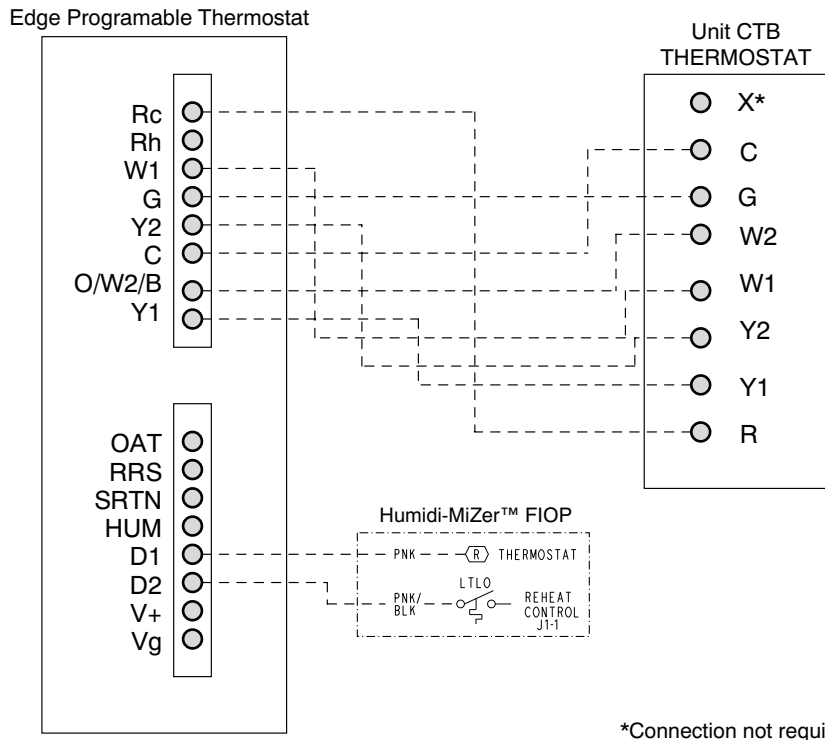 Edge Programable Thermostat
Rc
Rh
W1
G
Y2
C
O/W2/B
Y1
OAT
RRS
SRTN
HUM
D1
D2
V+
Vg
Unit CTB
THERMOSTAT
X*
C
G
W2
W1
Y2
Y1
R
Humidi-MiZer™ FIOP
PNK R THERMOSTAT
LTLO
PNK/
BLK
REHEAT
CONTROL
J1-1
*Connection not